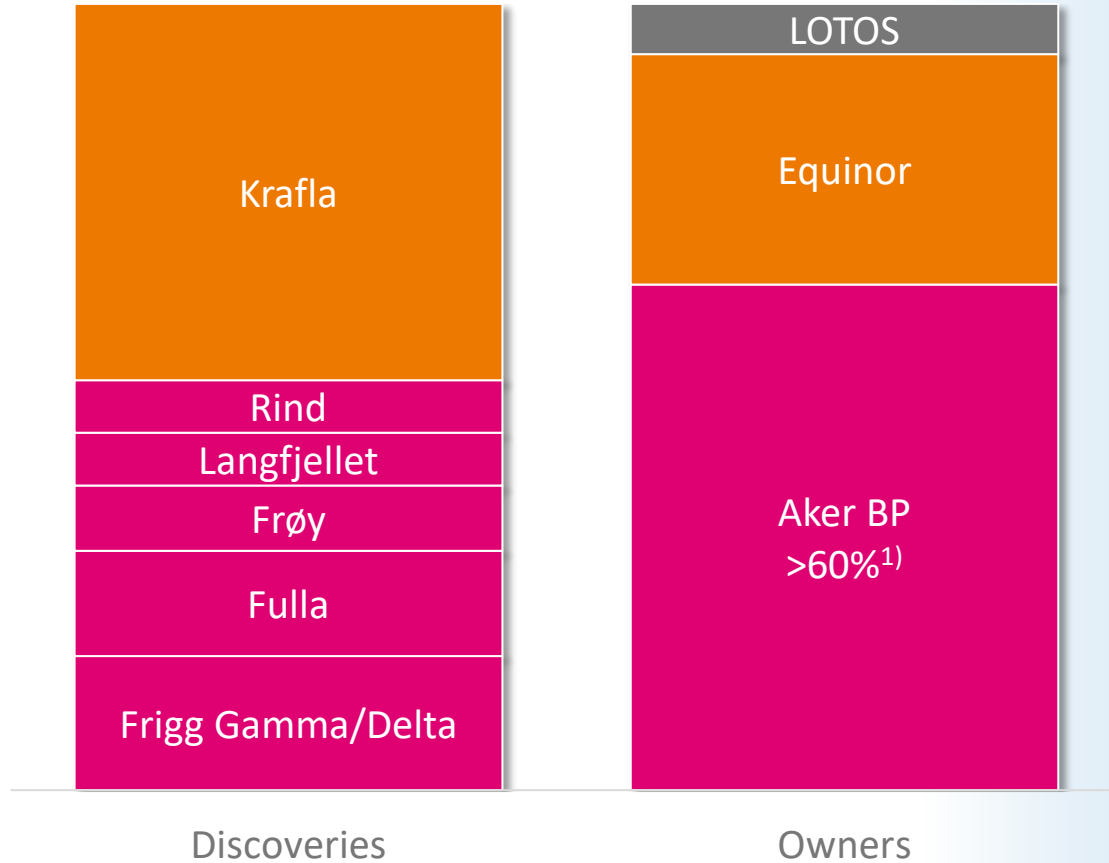 Krafla
Rind
Langfjellet
Frøy
Fulla
Frigg Gamma/Delta
Discoveries
LOTOS
Equinor
Aker BP
>60%1)
Owners